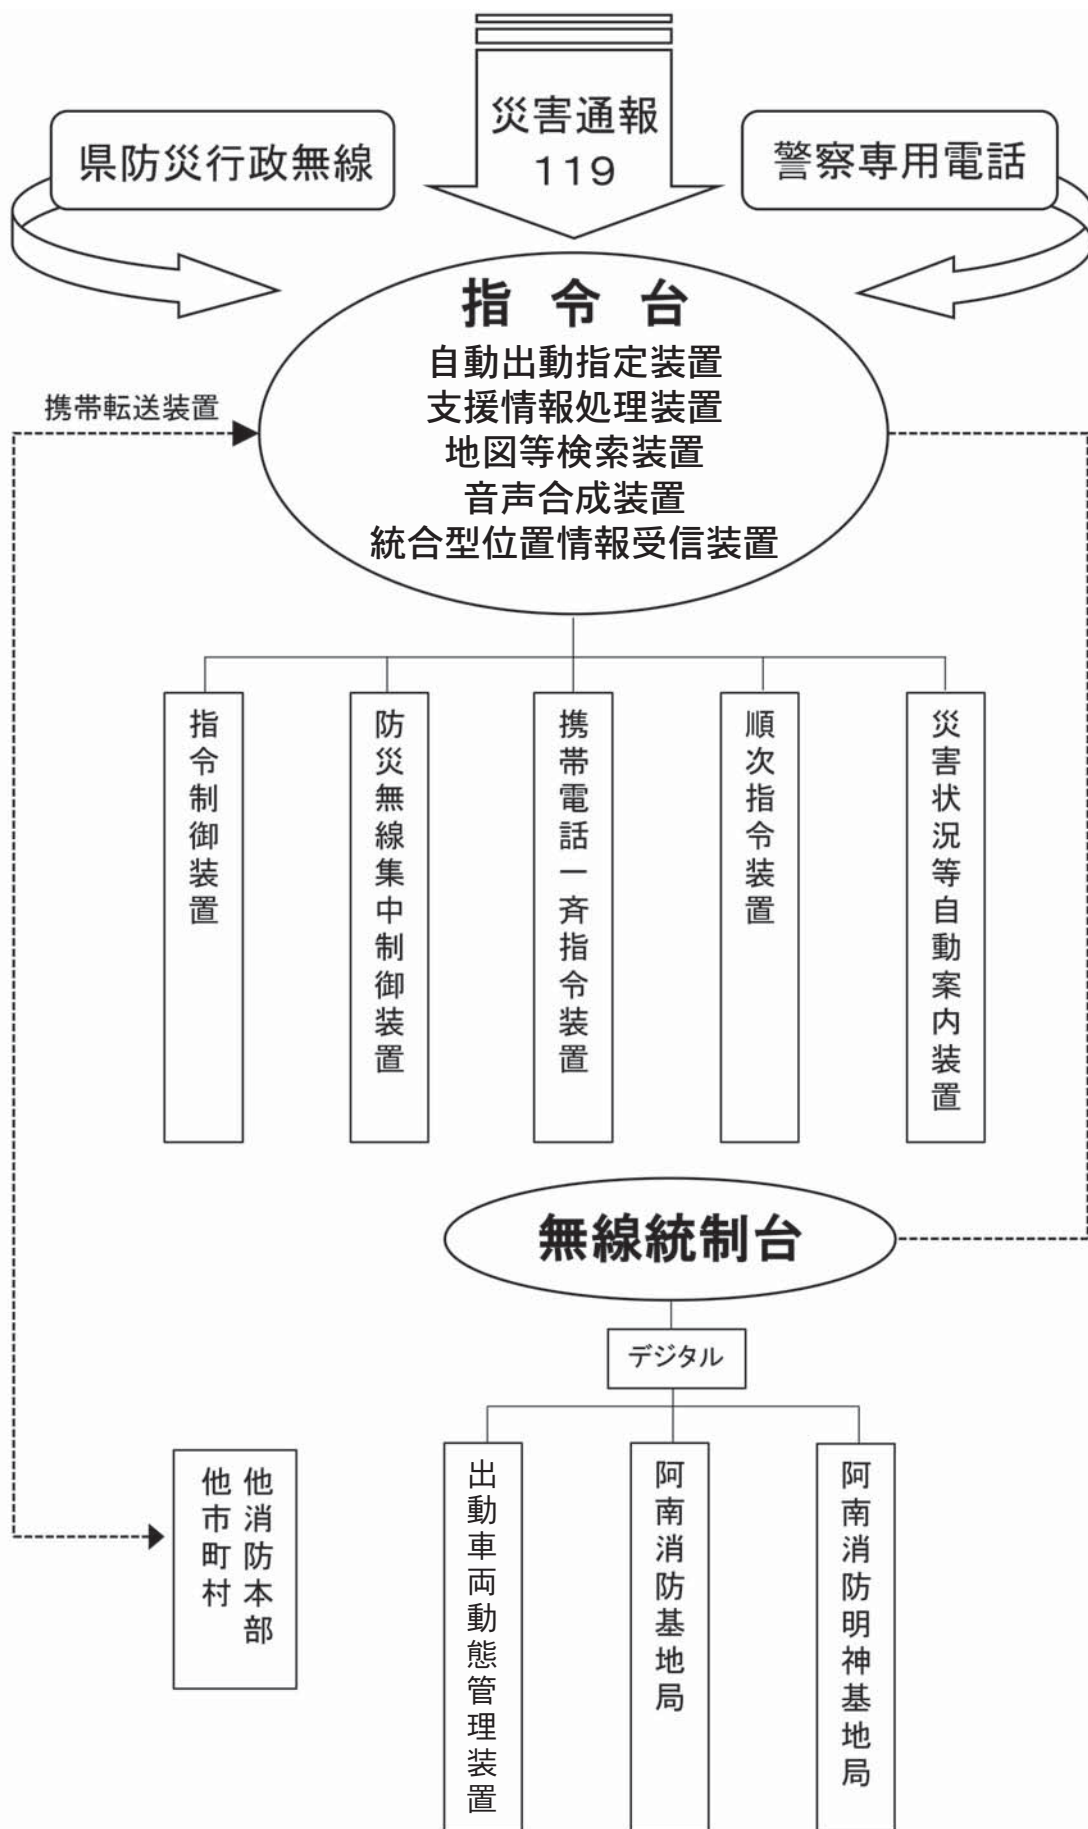 災害通報
119
県防災行政無線
警察専用電話
指令台
自動出動指定装置
支援情報処理装置
地図等検索装置
音声合成装置
統合型位置情報受信装置
携帯転送装置
指令制御装置
防災無線集中制御装置
携帯電話一斉指令装置
順次指令装置
災害状況等自動案内装置
無線統制台
デジタル
他消防本部
他市町村
出動車両動態管理装置
阿南消防基地局
阿南消防明神基地局